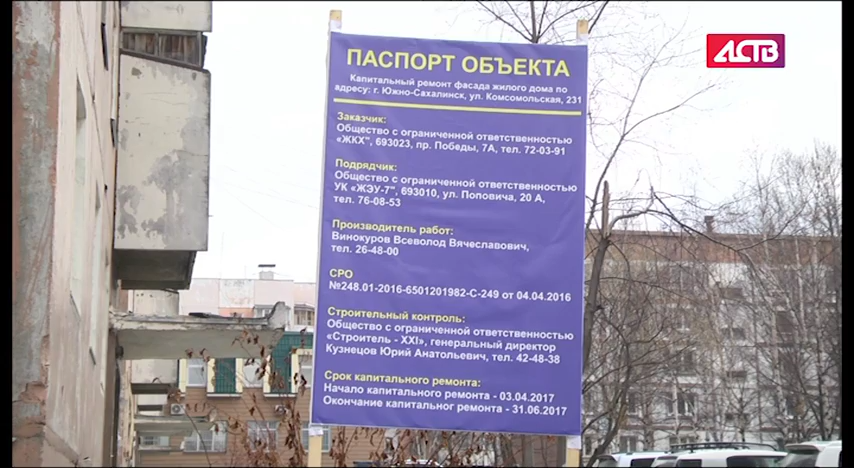 АСТВ
ПАСПОРТ ОБЪЕКТА
Капитальный ремонт фасада жилого дома по
адресу: г. Южно-Сахалинск, ул. Комсомольская, 231
Заказчик:
Общество с ограниченной ответственностью
«ЖКХ", 693023, пр. Победы, 7А, тел. 72-03-91
Подрядчик:
Общество с ограниченной ответственностью
УК «ЖЭУ-7", 693010, ул. Поповича, 20 А,
тел. 76-08-53
Производитель работ:
Винокуров Всеволод Вячеславович,
тел. 26-48-00
СРО
№248.01-2016-6501201982-С-249 от 04.04.2016
Строительный контроль:
Общество с ограниченной ответственностью
«Строитель - XXI», генеральный директор
Кузнецов Юрий Анатольевич, тел. 42-48-38
Срок капитального ремонта:
Начало капитального ремонта - 03.04.2017
Окончание капитальног ремонта - 31.06.2017